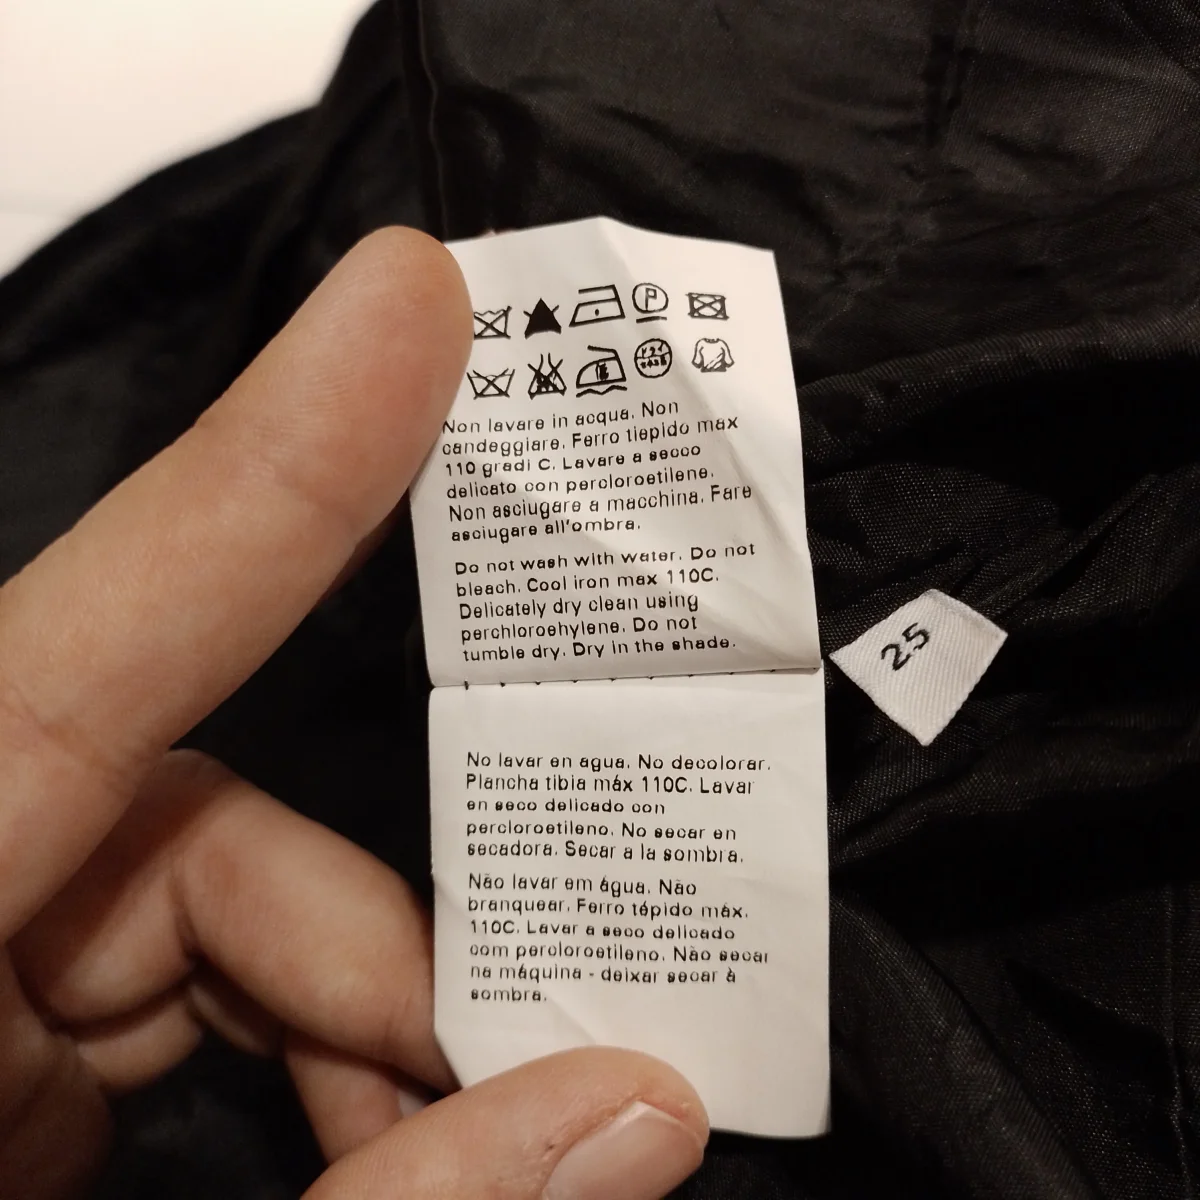 P
Non lavare in acqua. Non
candeggiare. Ferro tiepido max
110 gradi C. Lavare a secco
delicato con percloroetilene.
Non asciugare a macchina. Fare
asciugare all'ombra.
Do not wash with water. Do not
bleach. Cool iron max 110C.
Delicately dry clean using
perchloroehylene. Do not
tumble dry. Dry in the shade.
25
No lavar en agua. No decolorar.
Plancha tibia máx 110C. Lavar
en seco delicado con
percloroetileno. No secar en
secadora. Secar a la sombra.
Não lavar em água. Não
branquear. Ferro tépido máx.
110C. Lavar a seco delicado
com percloroetileno. Não secar
na máquina - deixar secar à
sombra.